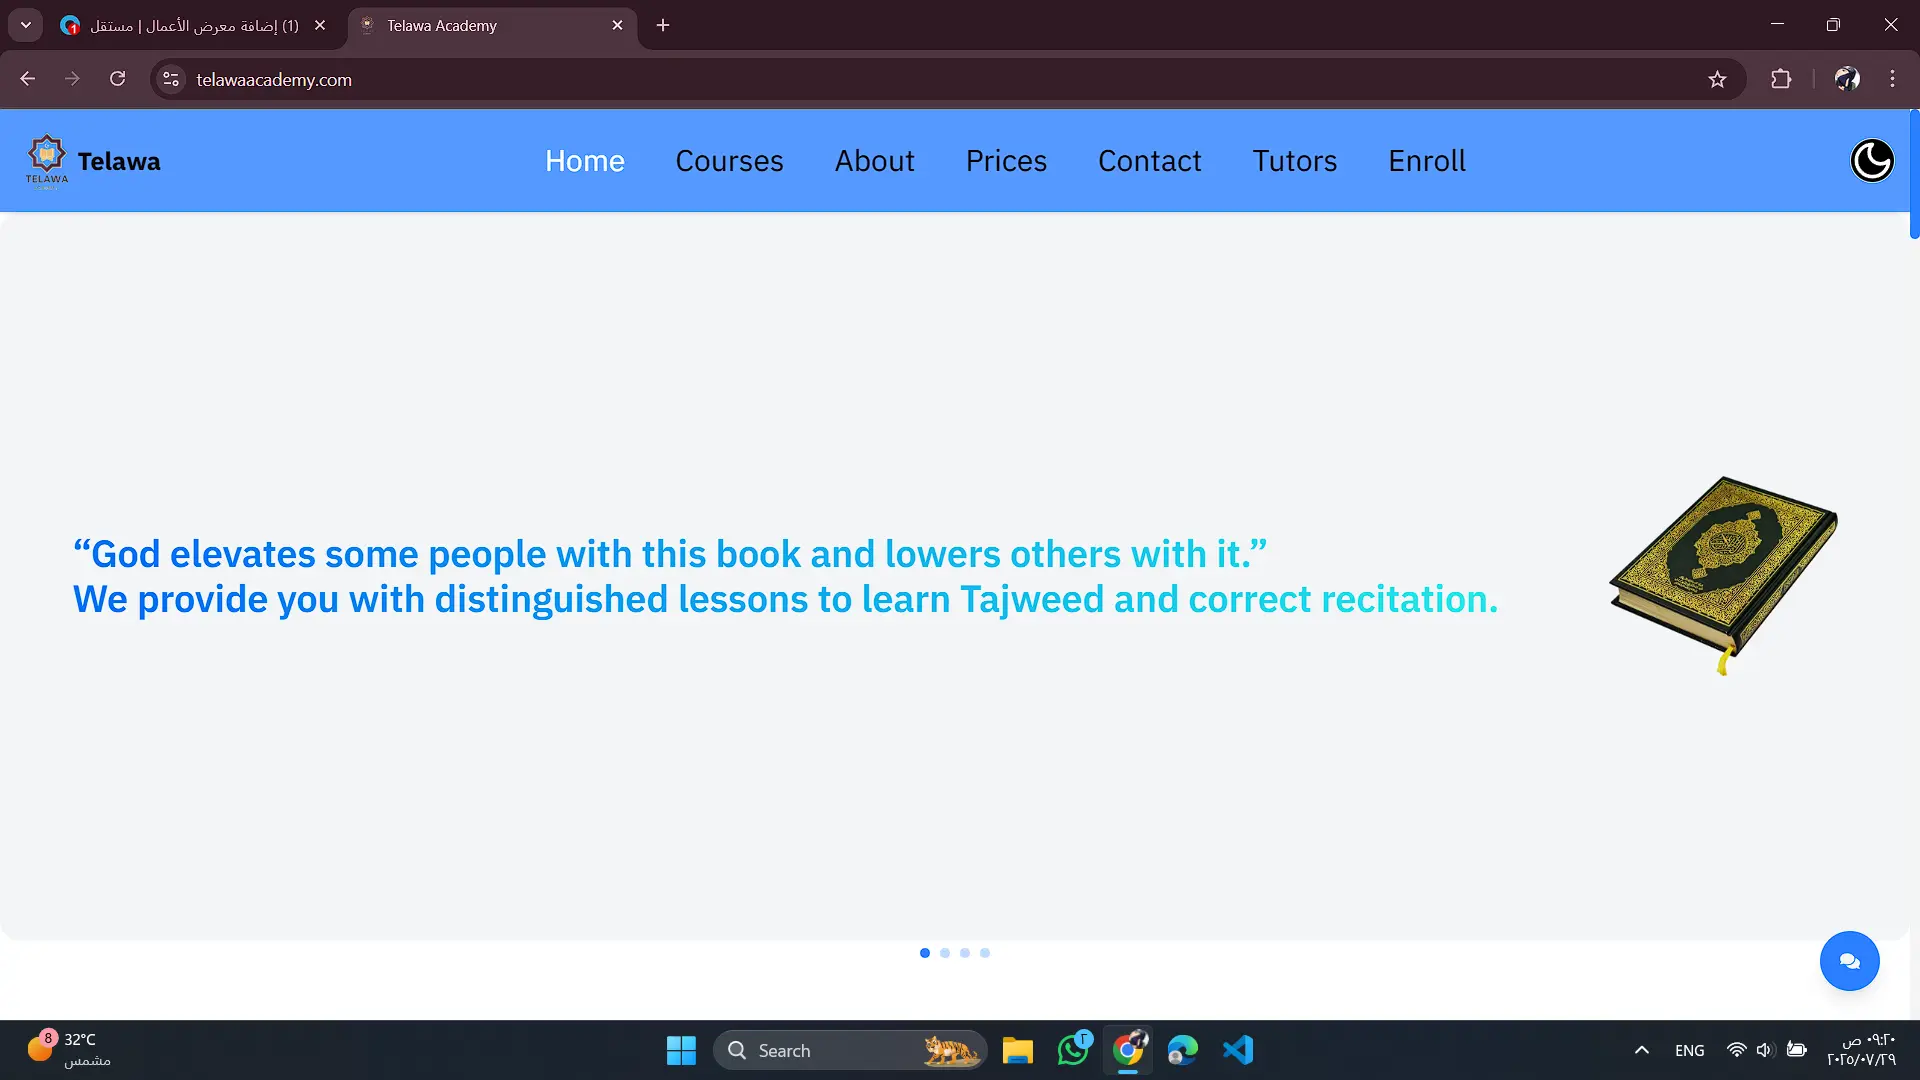 (1) إضافة معرض الأعمال | مستقل
Telawa Academy
telawaacademy.com
TELAWA
Telawa
Home
Courses
About
Prices
Contact
Tutors
Enroll
“God elevates some people with this book and lowers others with it.”
We provide you with distinguished lessons to learn Tajweed and correct recitation.
8
32°C
مشمس
Search
٢
ENG
٠٩:٢٠ ص
٢٠٢٥/٠٧/٢٩